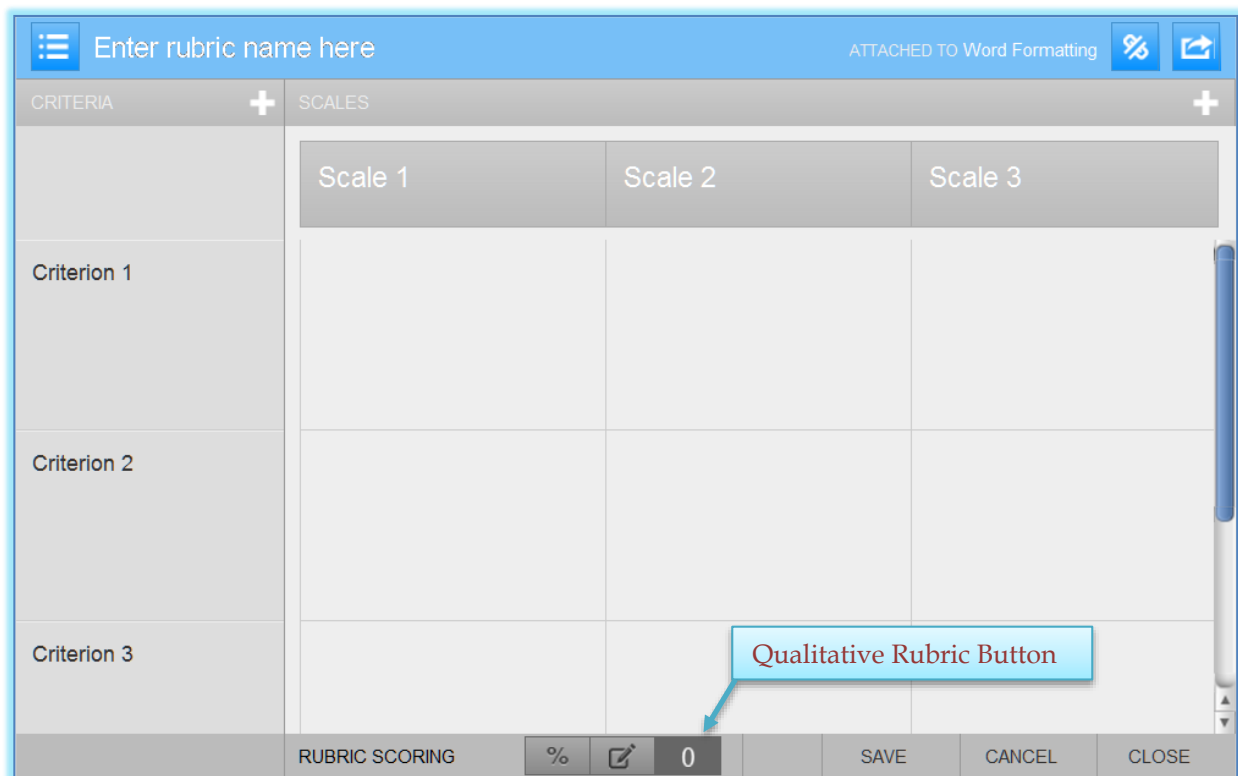 Enter rubric name here
ATTACHED TO Word Formatting
CRITERIA
SCALES
Scale 1
Scale 2
Scale 3
Criterion 1
Criterion 2
Criterion 3
Qualitative Rubric Button
RUBRIC SCORING
%
0
SAVE
CANCEL
CLOSE